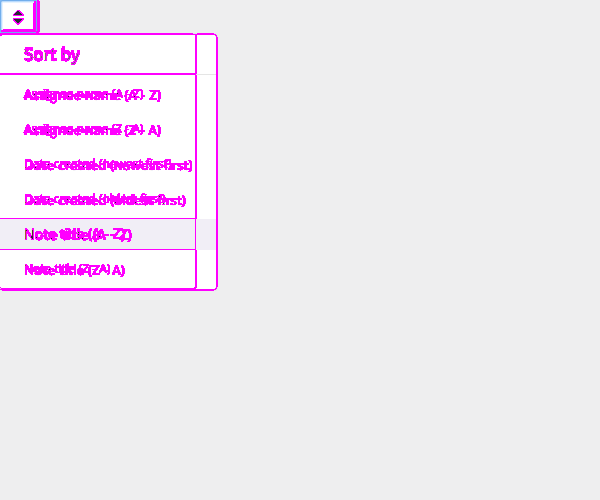 Sort by
Assignee name (A - Z)
Assignee name (Z - A)
Date created (newest first)
Date created (oldest first)
Note title (A - Z)
Note title (Z - A)